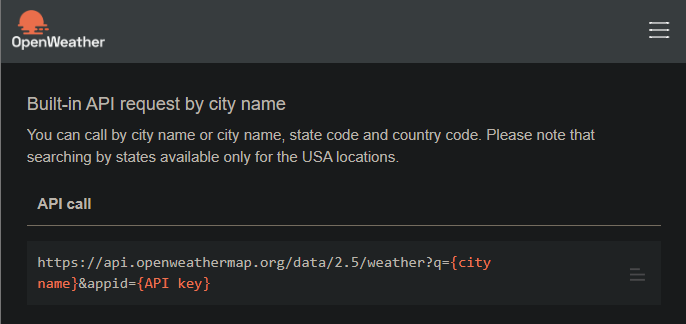 OpenWeather
Built-in API request by city name
You can call by city name or city name, state code and country code. Please note that
searching by states available only for the USA locations.
API call
https://api.openweathermap.org/data/2.5/weather?q={city
name}&appid={API key}